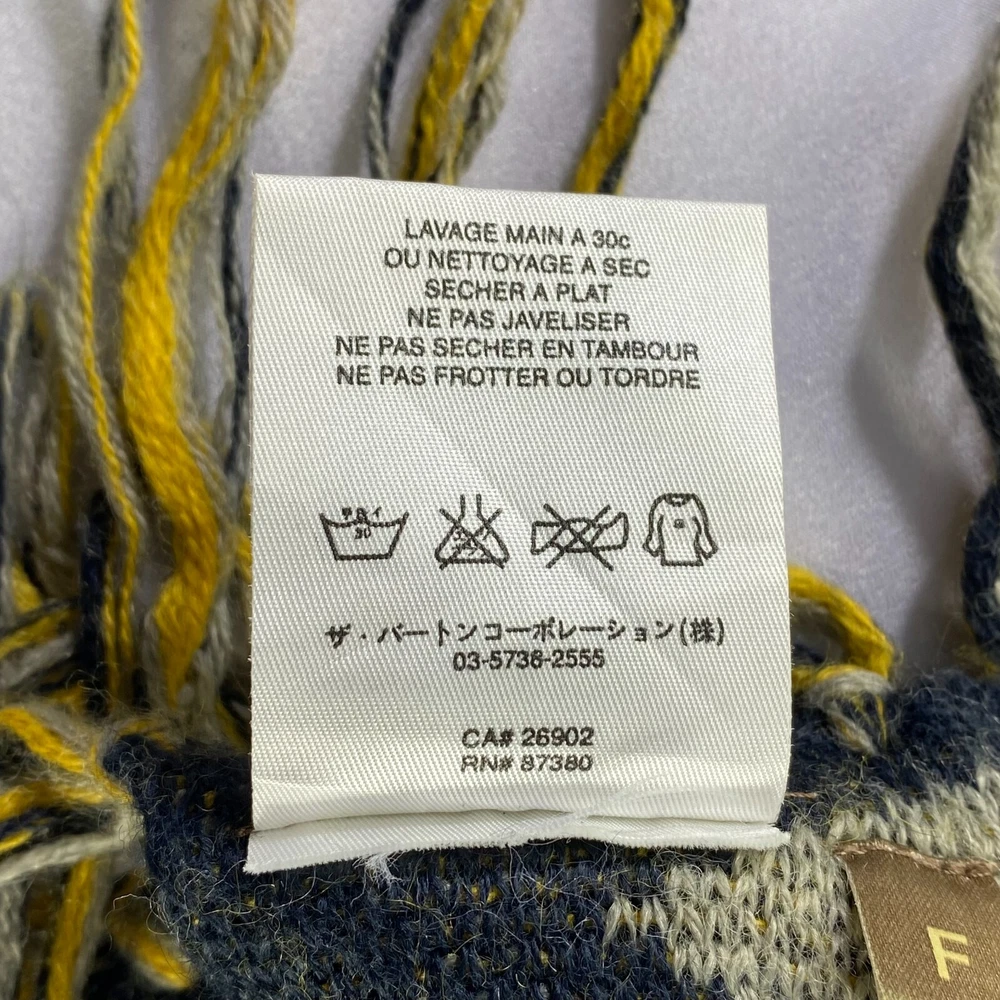 LAVAGE MAIN A 30c
OU NETTOYAGE A SEC
SECHER A PLAT
NE PAS JAVELISER
NE PAS SECHER EN TAMBOUR
NE PAS FROTTER OU TORDRE
30
ザ・バートンコーポレーション(株)
03-5738-2555
CA# 26902
RN# 87380
F